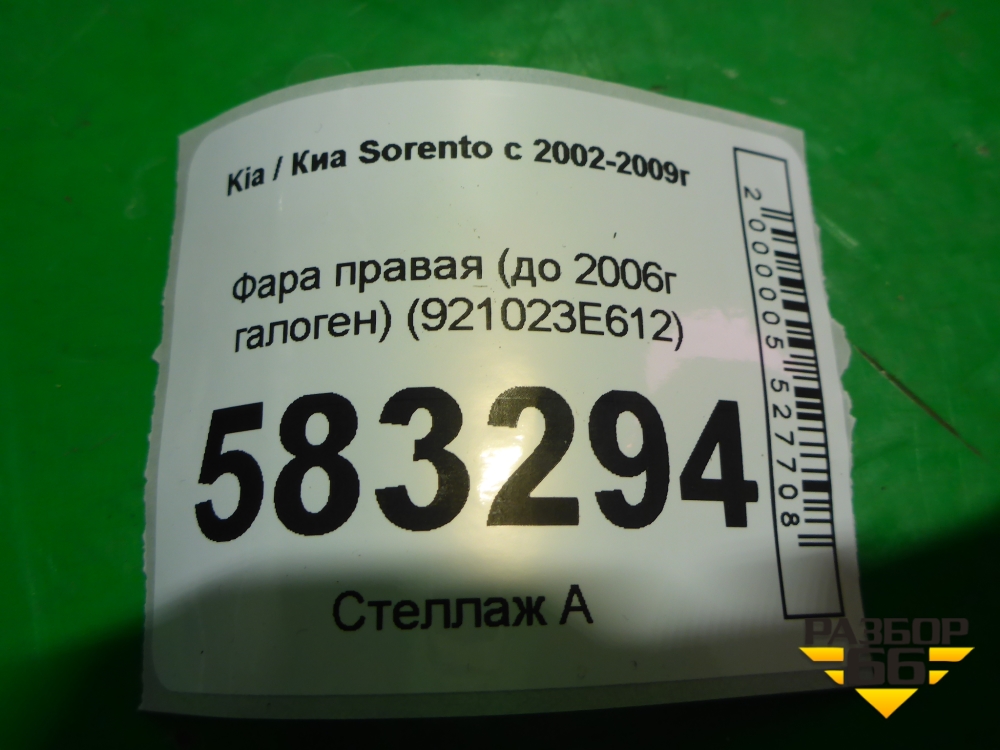 Kia / Киа Sorento с 2002-2009г
Фара правая (до 2006г
галоген) (921023E612)
583294
Стеллаж А
2000005527708
РАЗБОР
66